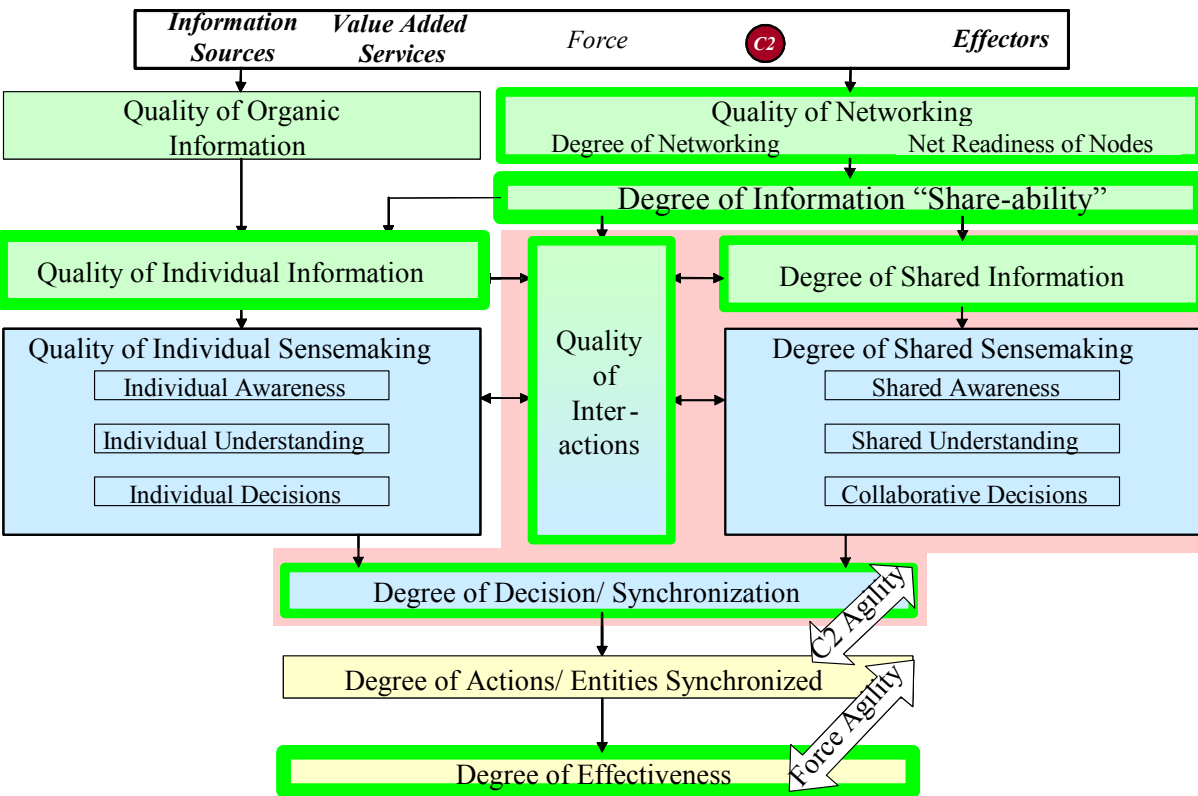 Information Sources
Value Added Services
Force
C2
Effectors
Quality of Organic
Information
Quality of Networking
Degree of Networking
Net Readiness of Nodes
Degree of Information “Share-ability”
Quality of Individual Information
Degree of Shared Information
Quality of Individual Sensemaking
Individual Awareness
Individual Understanding
Individual Decisions
Quality
of
Inter-
actions
Degree of Shared Sensemaking
Shared Awareness
Shared Understanding
Collaborative Decisions
Degree of Decision/ Synchronization
C2 Agility
Degree of Actions/ Entities Synchronized
Force Agility
Degree of Effectiveness